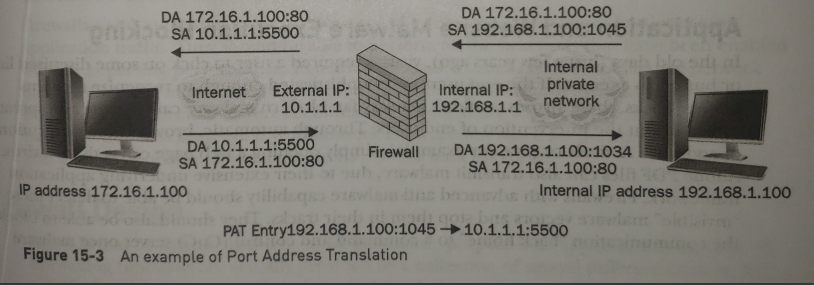 DA 172.16.1.100:80
SA 10.1.1.1:5500
DA 172.16.1.100:80
SA 192.168.1.100:1045
Internet
External IP:
10.1.1.1
Internal IP:
192.168.1.1
Internal
private
network
DA 10.1.1.1:5500
SA 172.16.1.100:80
Firewall
DA 192.168.1.100:1034
SA 172.16.1.100:80
IP address 172.16.1.100
Internal IP address 192.168.1.100
PAT Entry192.168.1.100:1045 → 10.1.1.1:5500
Figure 15-3 An example of Port Address Translation